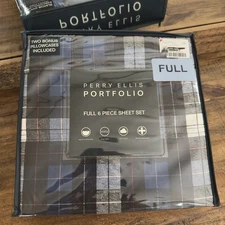 PORTFOLIO
PERRY ELLIS
TWO BONUS
PILLOWCASES
INCLUDED
FULL
PERRY ELLIS
PORTFOLIO
FULL 6 PIECE SHEET SET